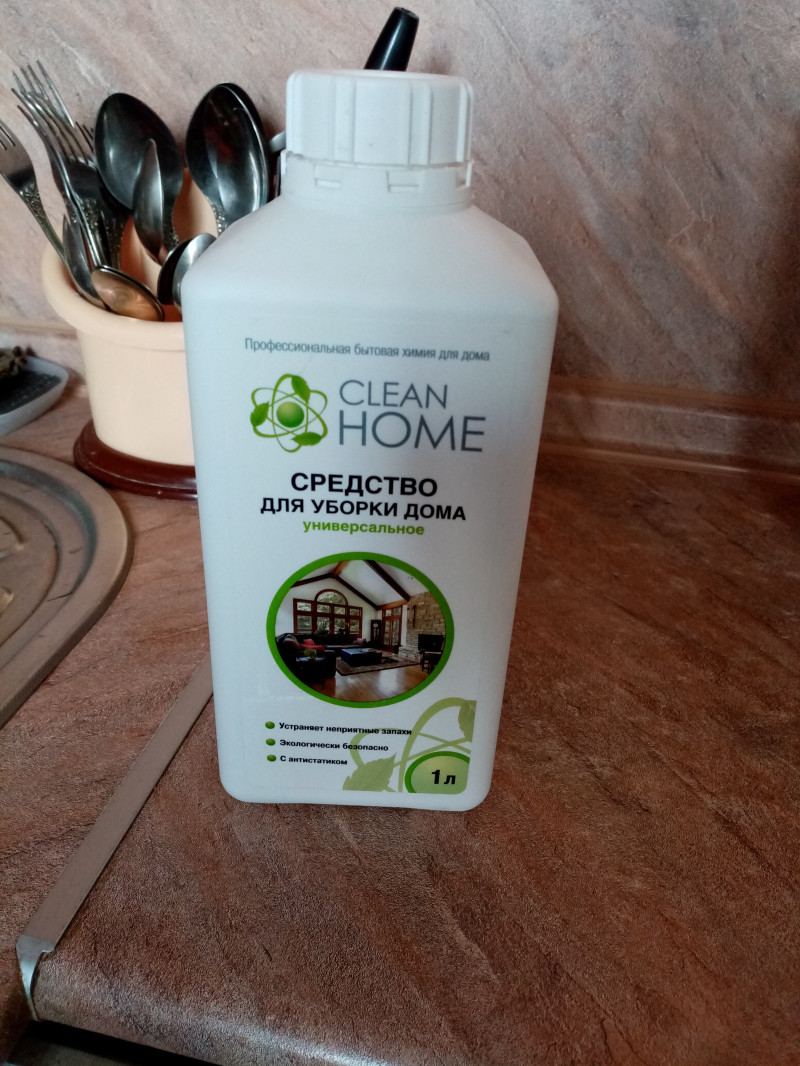 Профессиональная бытовая химия для дома
CLEAN
HOME
СРЕДСТВО
ДЛЯ УБОРКИ ДОМА
универсальное
Устраняет неприятные запахи
Экологически безопасно
С антистатиком
1 л